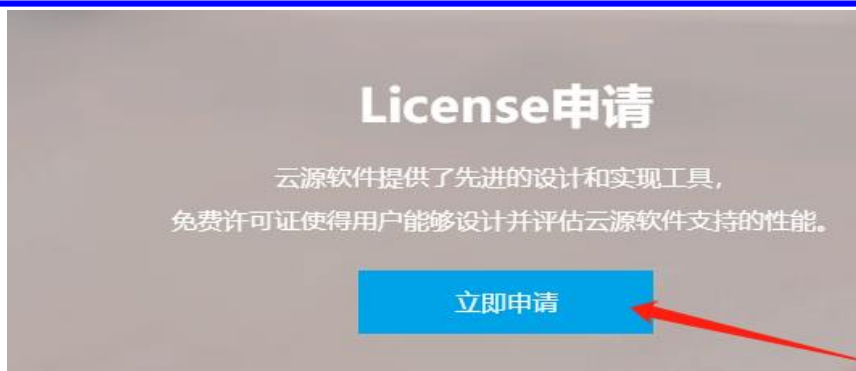 License申请
云源软件提供了先进的设计和实现工具，
免费许可证使得用户能够设计并评估云源软件支持的性能。
立即申请